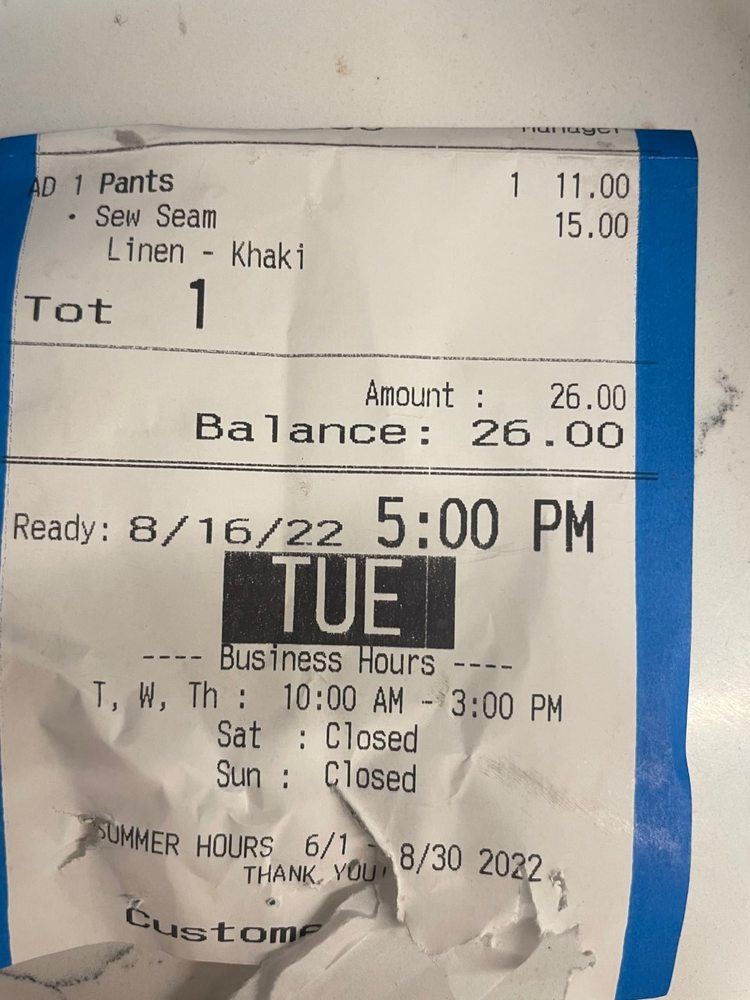 Manager
AD 1 Pants 1 11.00
· Sew Seam 15.00
Linen - Khaki
Tot 1
Amount : 26.00
Balance: 26.00
Ready: 8/16/22 5:00 PM
TUE
---- Business Hours ----
T, W, Th : 10:00 AM - 3:00 PM
Sat : Closed
Sun : Closed
SUMMER HOURS 6/1 - 8/30 2022
THANK YOU